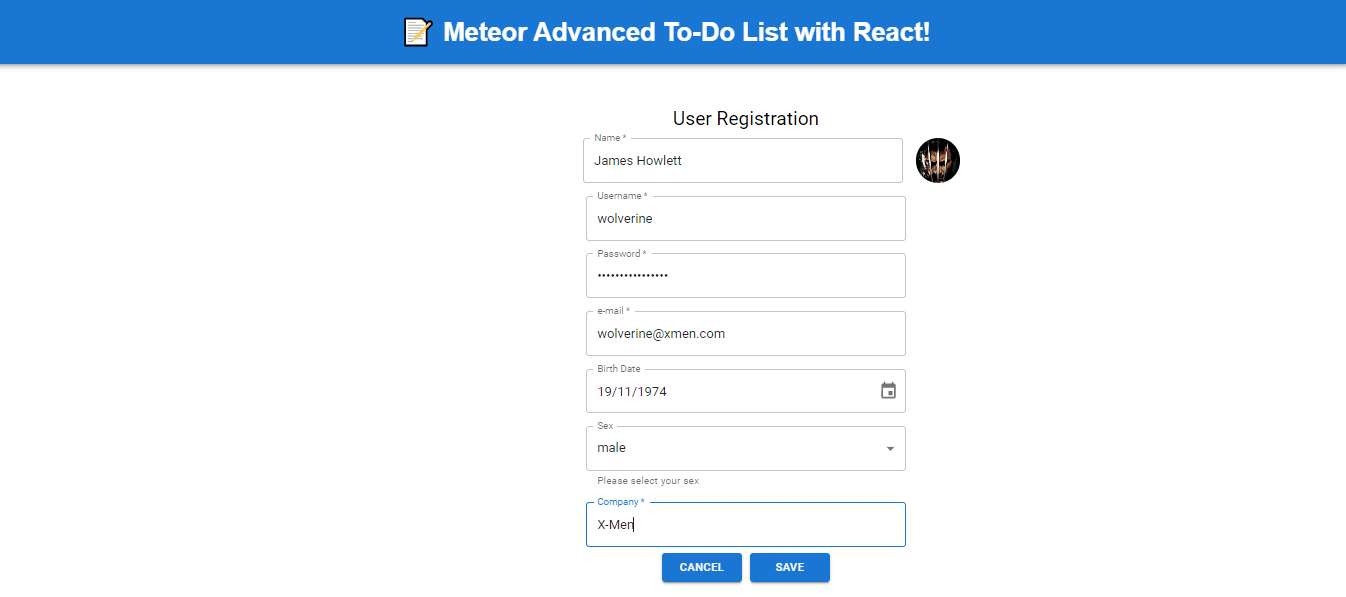 📝 Meteor Advanced To-Do List with React!
User Registration
Name *
James Howlett
Username *
wolverine
Password *
••••••••••••••••
e-mail *
wolverine@xmen.com
Birth Date
19/11/1974
Sex
male
Please select your sex
Company *
X-Men
CANCEL SAVE